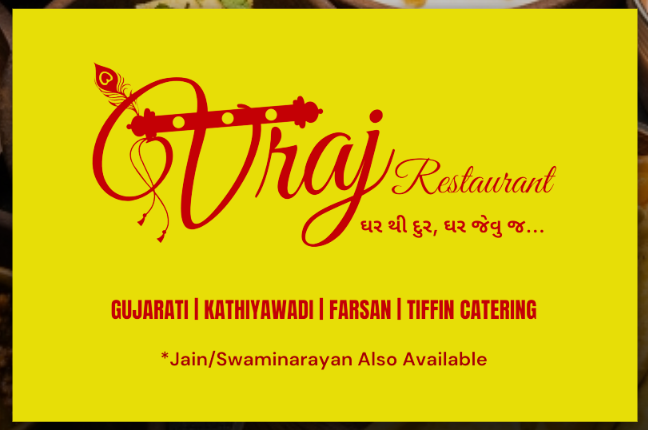 Vraj Restaurant
ઘર થી દુર, ઘર જેવુ જ...
GUJARATI | KATHIYAWADI | FARSAN | TIFFIN CATERING
*Jain/Swaminarayan Also Available